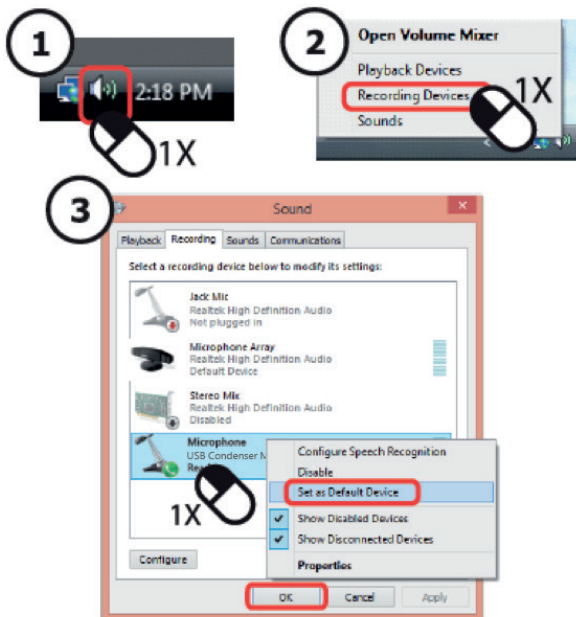 1
2:18 PM
1X
2
Open Volume Mixer
Playback Devices
Recording Devices
Sounds
1X
3
Sound
Playback Recording Sounds Communications
Select a recording device below to modify its settings:
Jack Mic
Realtek High Definition Audio
Not plugged in
Microphone Array
Realtek High Definition Audio
Default Device
Stereo Mix
Realtek High Definition Audio
Disabled
Microphone
USB Condenser
1X
Configure Speech Recognition
Disable
Set as Default Device
Show Disabled Devices
Show Disconnected Devices
Properties
Configure
OK Cancel Apply